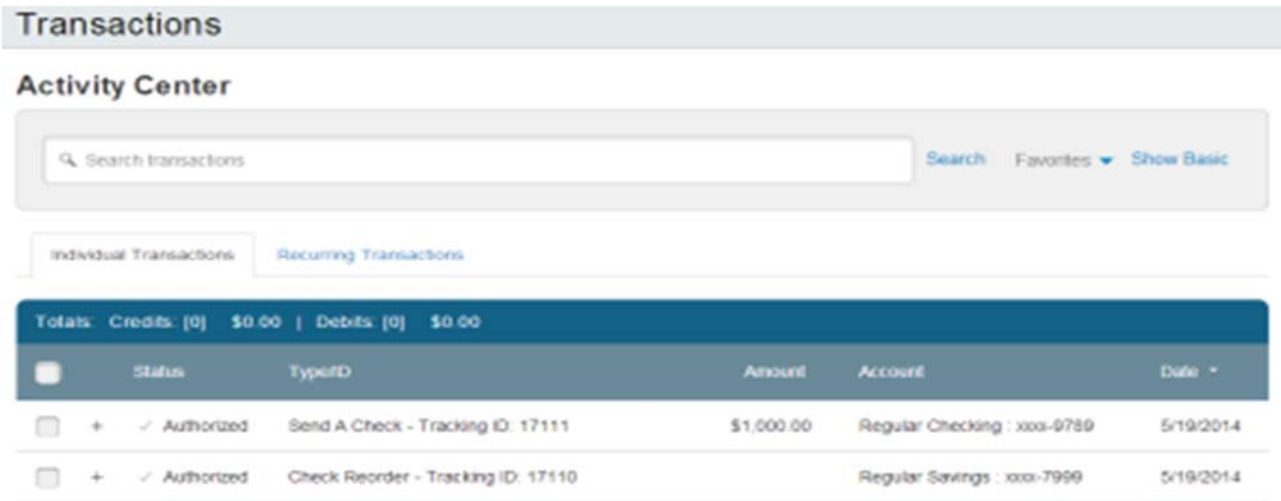 Transactions
Activity Center
Search transactions Search Favorites Show Basic
Individual Transactions Recurring Transactions
Totals: Credits: [0] $0.00 | Debits: [0] $0.00
Status Type/ID Amount Account Date
+ Authorized Send A Check - Tracking ID: 17111 $1,000.00 Regular Checking : xxxx-9789 5/19/2014
+ Authorized Check Reorder - Tracking ID: 17110 Regular Savings : xxxx-7999 5/19/2014